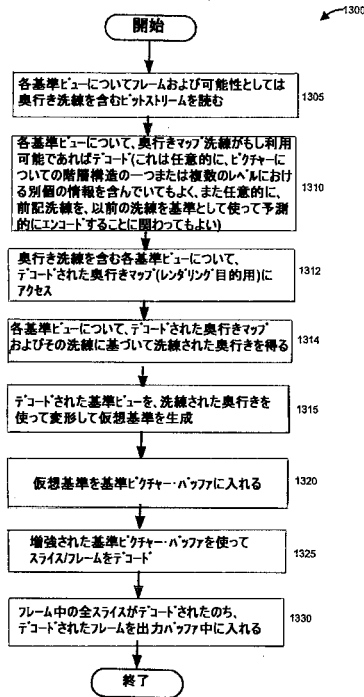 1300
開始
各基準ビューについてフレームおよび可能性としては
奥行き洗練を含むビットストリームを読む
1305
各基準ビューについて、奥行きマップ洗練がもし利用
可能であればデコード(これは任意的に、ピクチャーに
ついての階層構造の一つまたは複数のレベルにおけ
る別個の情報を含んでいてもよく、また任意的に、
前記洗練を、以前の洗練を基準として使って予測
的にエンコードすることに関わってもよい)
1310
奥行き洗練を含む各基準ビューについて、
デコードされた奥行きマップ(レンダリング目的用)に
アクセス
1312
各基準ビューについて、デコードされた奥行きマップ
およびその洗練に基づいて洗練された奥行きを得る
1314
デコードされた基準ビューを、洗練された奥行きを
使って変形して仮想基準を生成
1315
仮想基準を基準ピクチャー・バッファに入れる
1320
増強された基準ピクチャー・バッファを使って
スライス/フレームをデコード
1325
フレーム中の全スライスがデコードされたのち、
デコードされたフレームを出力バッファ中に入れる
1330
終了